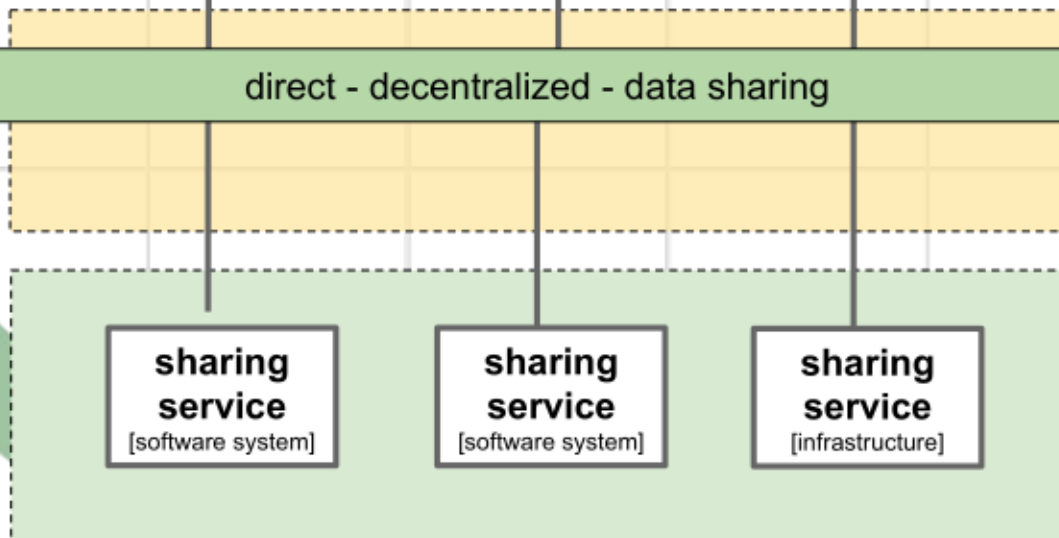 direct - decentralized - data sharing
sharing
service
[software system]
sharing
service
[software system]
sharing
service
[infrastructure]